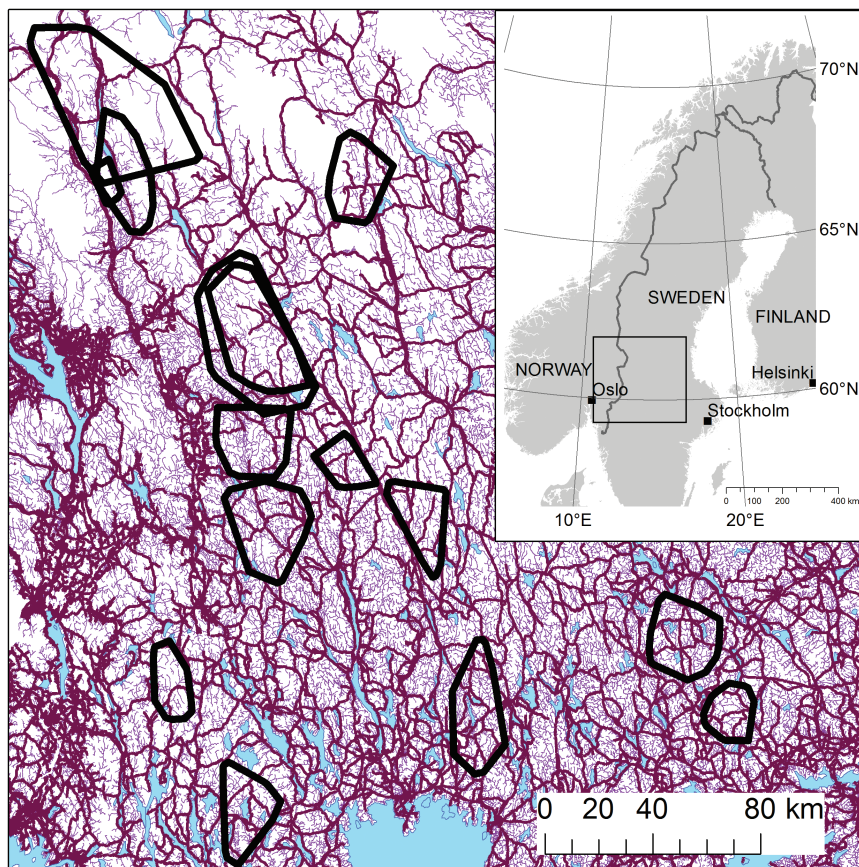 70°N
65°N
SWEDEN
FINLAND
NORWAY
Helsinki
60°N
Oslo
Stockholm
0 100 200 400 km
10°E 20°E
0 20 40 80 km